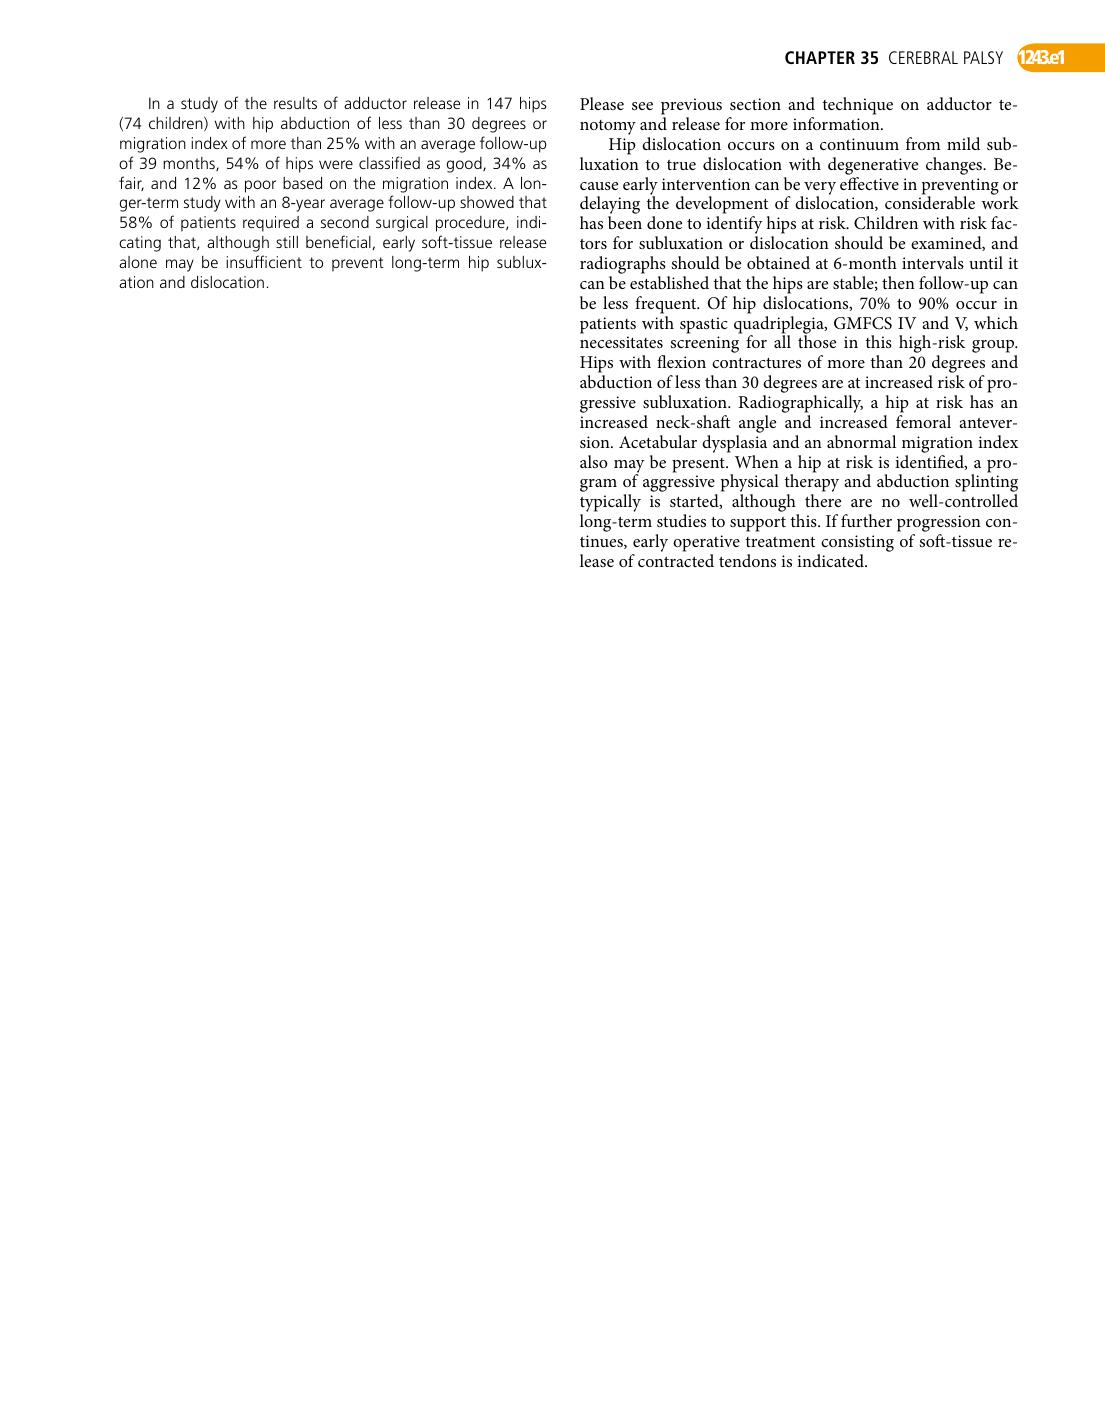 CHAPTER 35 CEREBRAL PALSY 1243.e1
In a study of the results of adductor release in 147 hips
(74 children) with hip abduction of less than 30 degrees or
migration index of more than 25% with an average follow-up
of 39 months, 54% of hips were classified as good, 34% as
fair, and 12% as poor based on the migration index. A lon-
ger-term study with an 8-year average follow-up showed that
58% of patients required a second surgical procedure, indi-
cating that, although still beneficial, early soft-tissue release
alone may be insufficient to prevent long-term hip sublux-
ation and dislocation.
Please see previous section and technique on adductor te-
notomy and release for more information.
Hip dislocation occurs on a continuum from mild sub-
luxation to true dislocation with degenerative changes. Be-
cause early intervention can be very effective in preventing or
delaying the development of dislocation, considerable work
has been done to identify hips at risk. Children with risk fac-
tors for subluxation or dislocation should be examined, and
radiographs should be obtained at 6-month intervals until it
can be established that the hips are stable; then follow-up can
be less frequent. Of hip dislocations, 70% to 90% occur in
patients with spastic quadriplegia, GMFCS IV and V, which
necessitates screening for all those in this high-risk group.
Hips with flexion contractures of more than 20 degrees and
abduction of less than 30 degrees are at increased risk of pro-
gressive subluxation. Radiographically, a hip at risk has an
increased neck-shaft angle and increased femoral antever-
sion. Acetabular dysplasia and an abnormal migration index
also may be present. When a hip at risk is identified, a pro-
gram of aggressive physical therapy and abduction splinting
typically is started, although there are no well-controlled
long-term studies to support this. If further progression con-
tinues, early operative treatment consisting of soft-tissue re-
lease of contracted tendons is indicated.